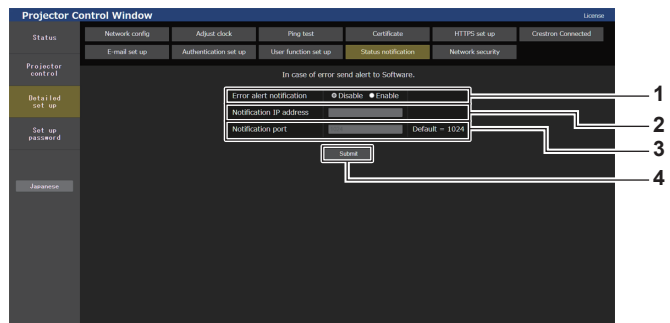 Projector Control Window
License
Status
Network config
Adjust clock
Ping test
Certificate
HTTPS set up
Crestron Connected
E-mail set up
Authentication set up
User function set up
Status notification
Network security
Projector
control
In case of error send alert to Software.
Detailed
set up
Error alert notification
Disable
Enable
1
Notification IP address
2
Notification port
Default = 1024
3
Set up
password
Submit
4
Japanese